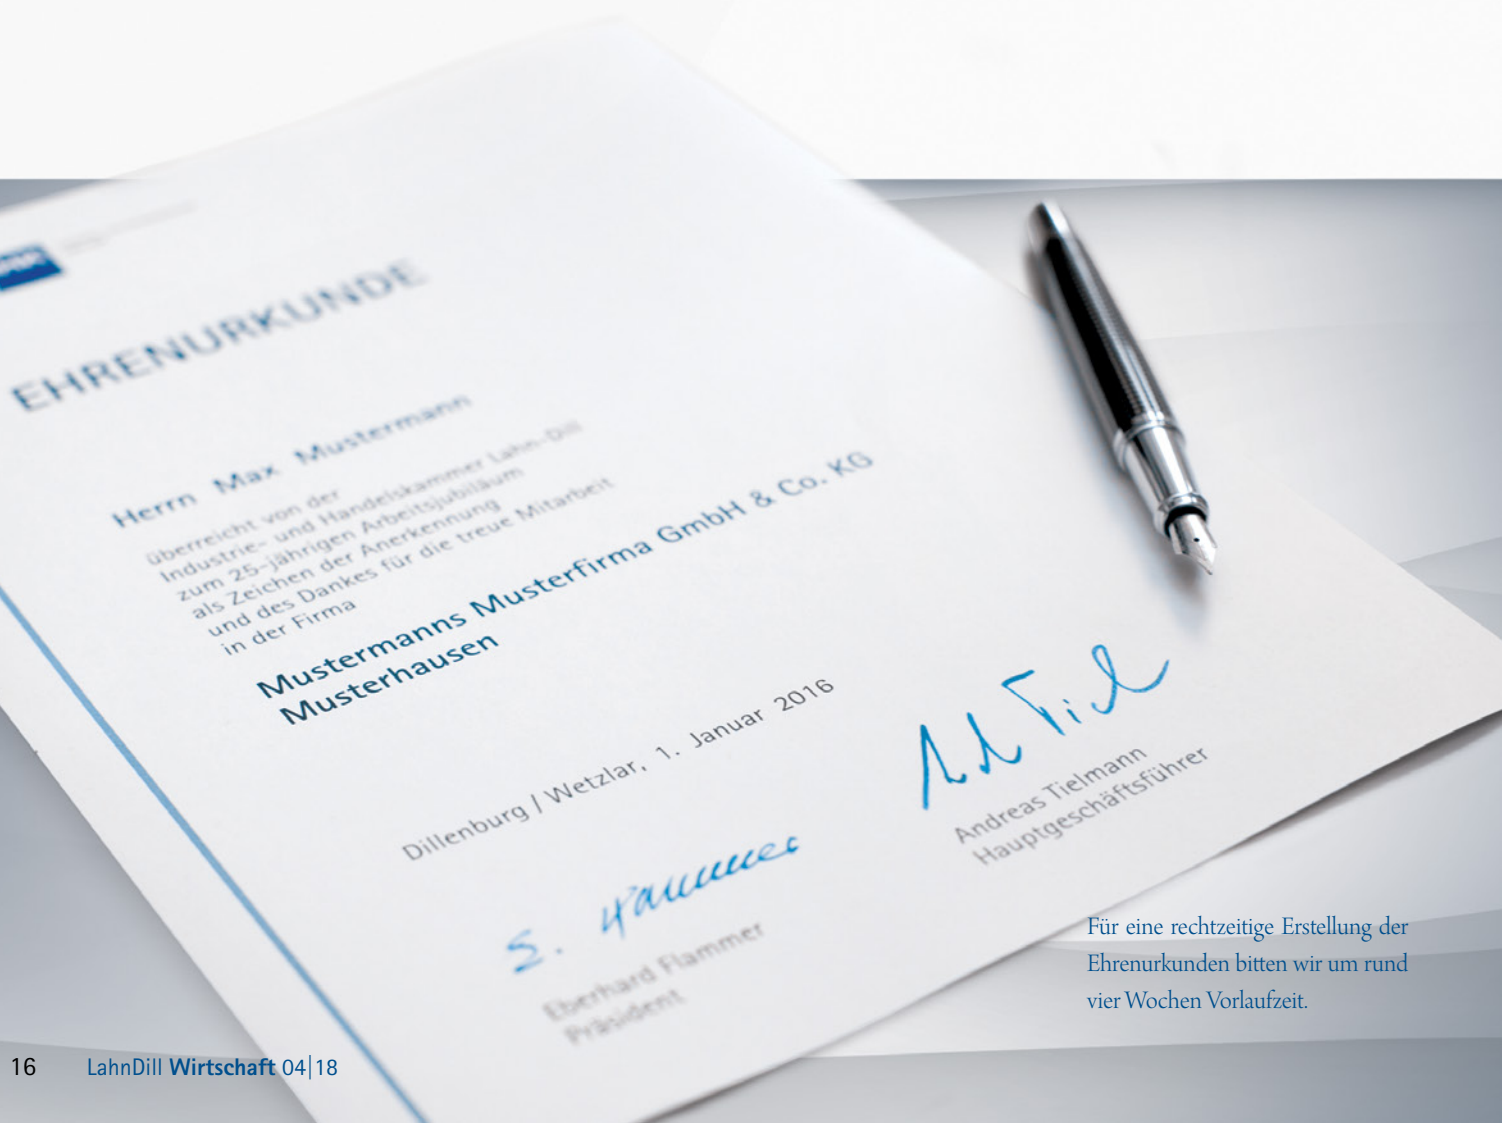 EHRENURKUNDE
Herrn Max Mustermann
überreicht von der
Industrie- und Handelskammer Lahn-Dill
zum 25-jährigen Arbeitsjubiläum
als Zeichen der Anerkennung
und des Dankes für die treue Mitarbeit
in der Firma
Mustermanns Musterfirma GmbH & Co. KG
Musterhausen
Dillenburg / Wetzlar, 1. Januar 2016
Andreas Tielmann
Hauptgeschäftsführer
E. Flammer
Eberhard Flammer
Präsident
Für eine rechtzeitige Erstellung der
Ehrenurkunden bitten wir um rund
vier Wochen Vorlaufzeit.
16 LahnDill Wirtschaft 04|18